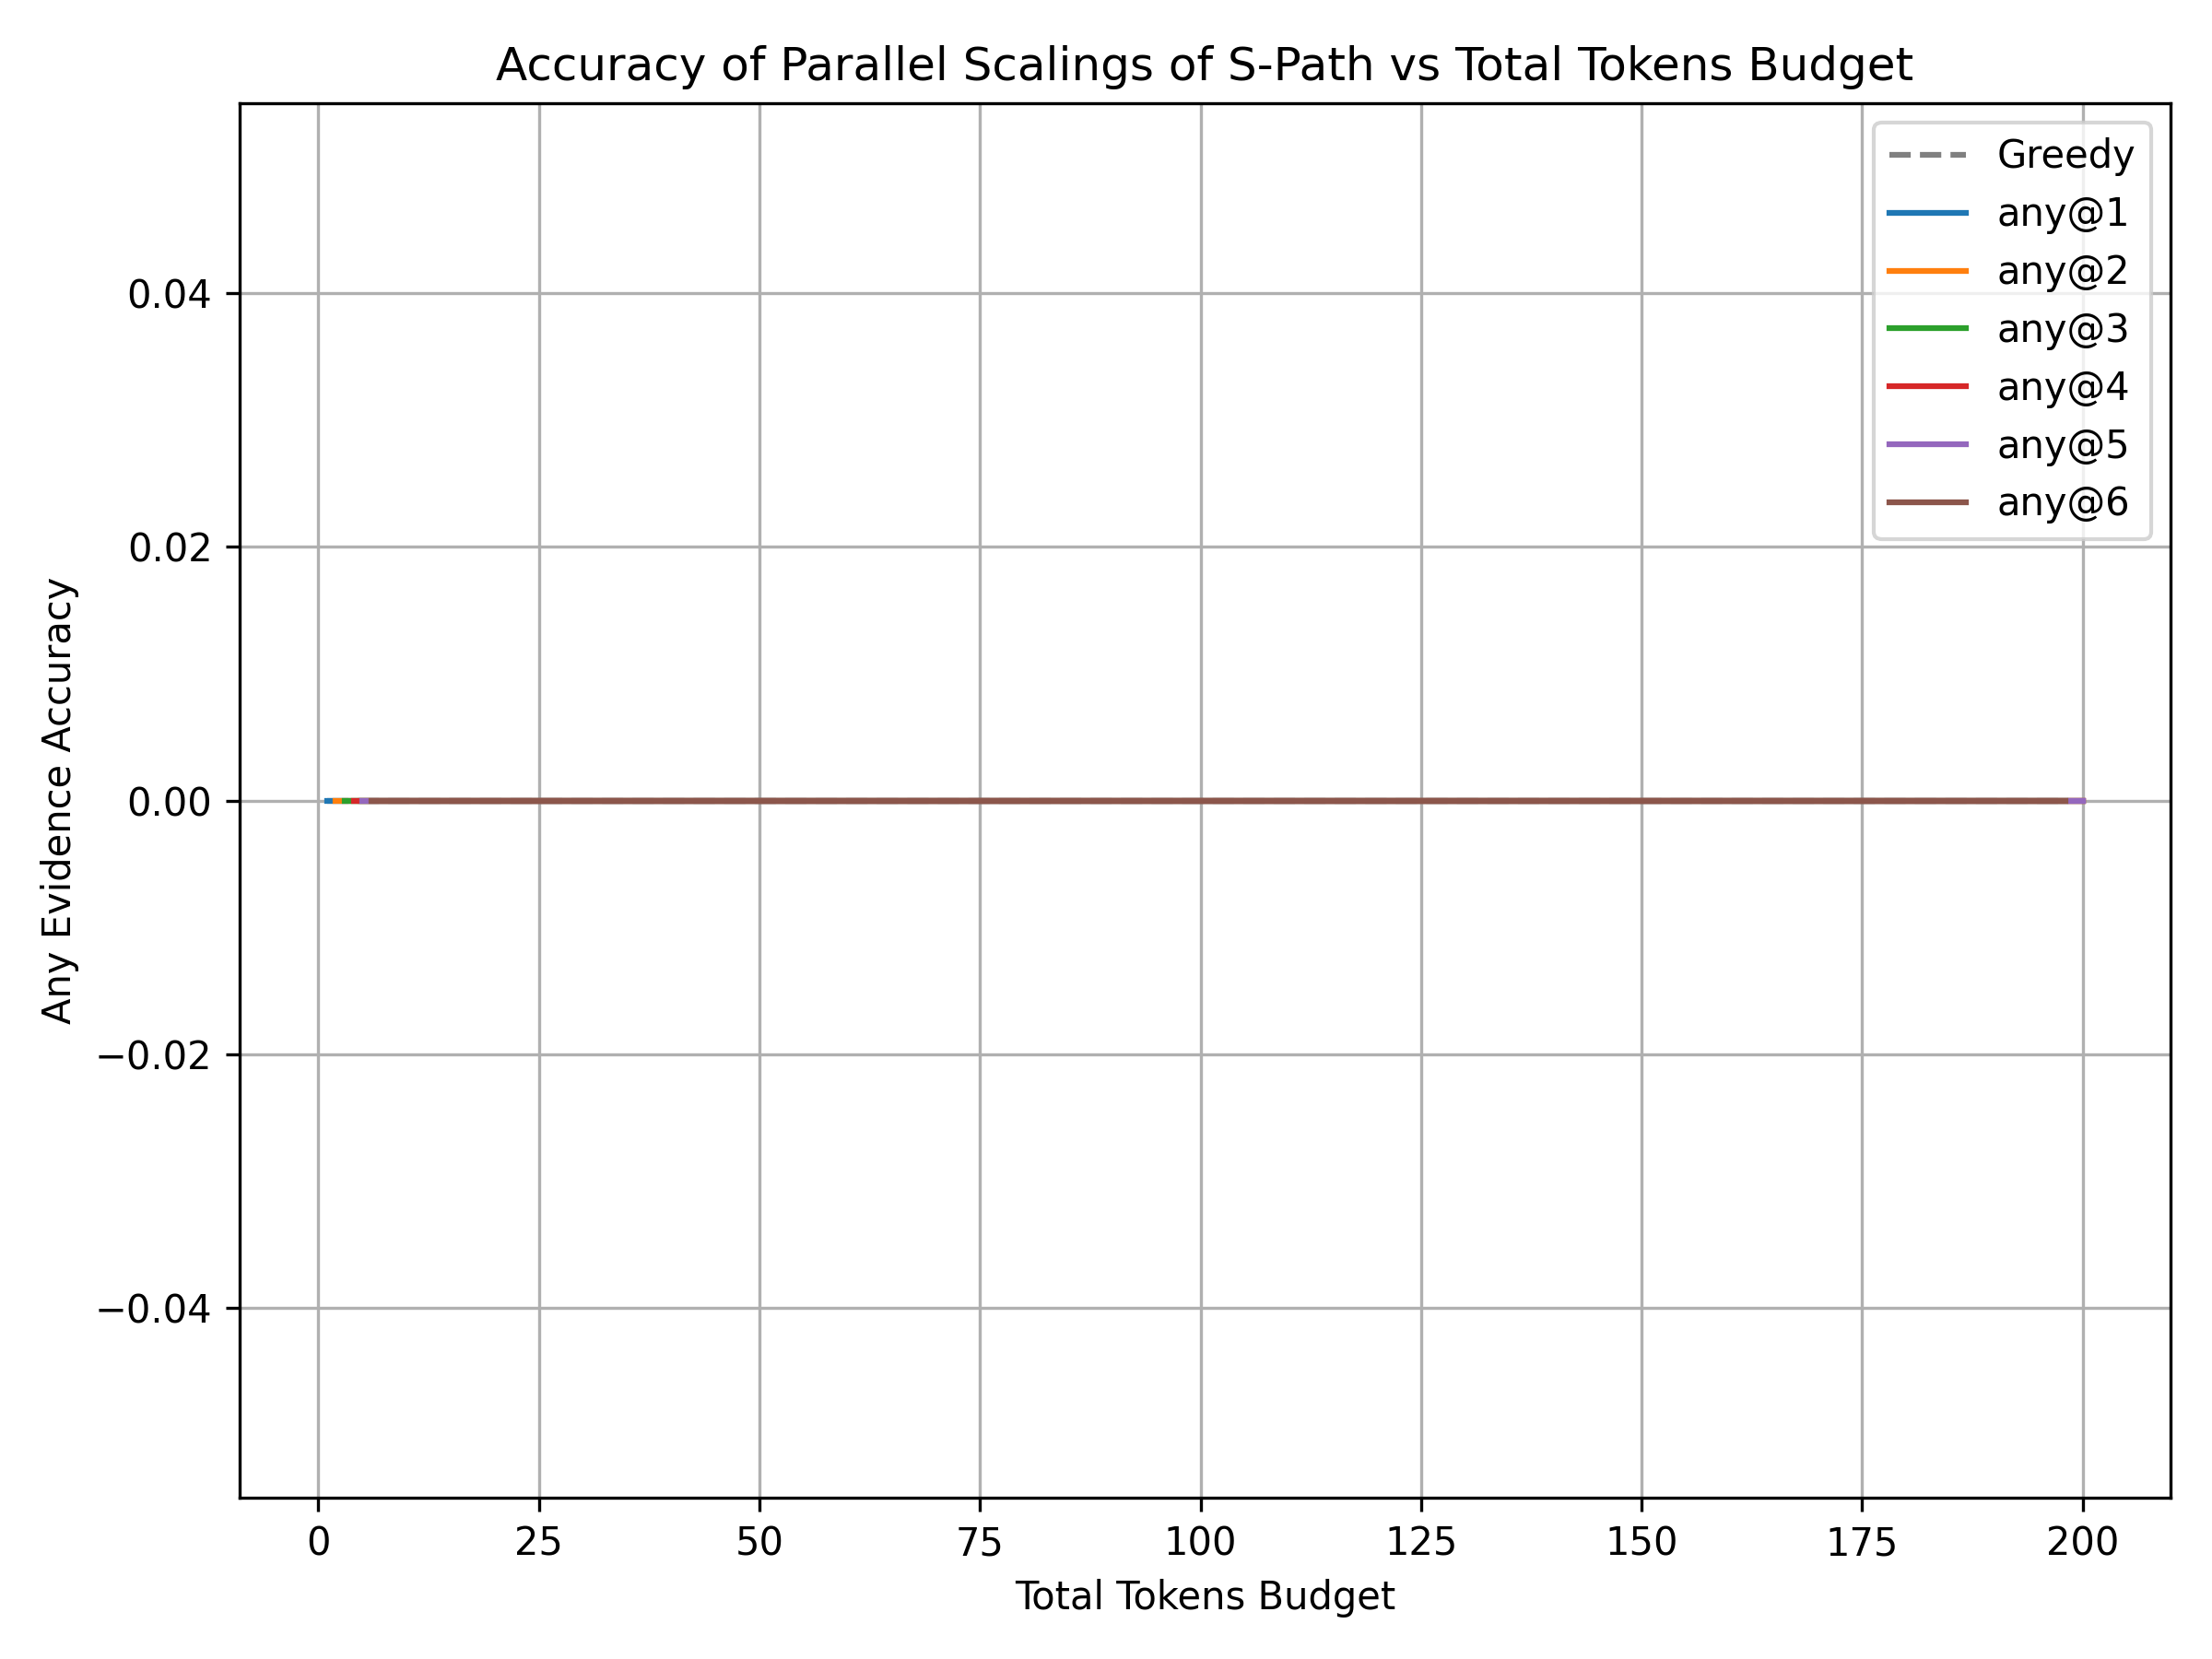 Accuracy of Parallel Scalings of S-Path vs Total Tokens Budget
Greedy
any@1
any@2
any@3
any@4
any@5
any@6
Any Evidence Accuracy
0.04
0.02
0.00
−0.02
−0.04
0 25 50 75 100 125 150 175 200
Total Tokens Budget